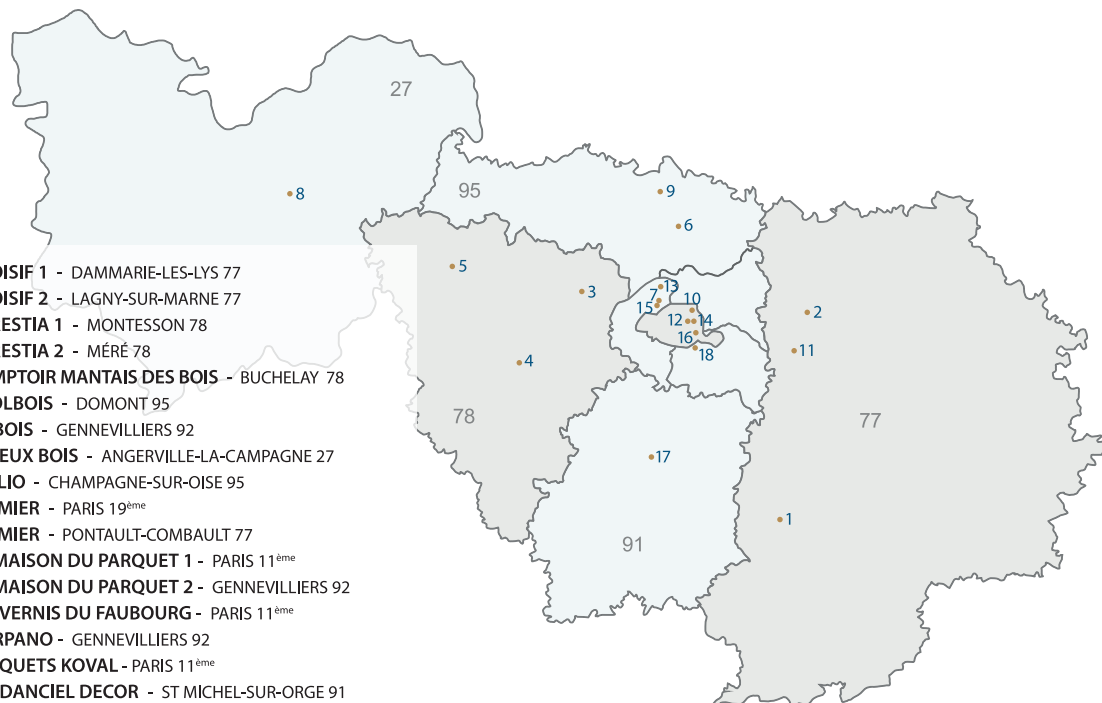 27
95
8
9
6
5
3
13
7
15
10
12
14
16
18
4
2
11
78
77
17
91
1
OISIF 1 - DAMMARIE-LES-LYS 77
OISIF 2 - LAGNY-SUR-MARNE 77
ESTIA 1 - MONTESSON 78
ESTIA 2 - MÉRÉ 78
MPTOIR MANTAIS DES BOIS - BUCHELAY 78
OLBOIS - DOMONT 95
BOIS - GENNEVILLIERS 92
EUX BOIS - ANGERVILLE-LA-CAMPAGNE 27
LIO - CHAMPAGNE-SUR-OISE 95
MIER - PARIS 19ème
MIER - PONTAULT-COMBAULT 77
MAISON DU PARQUET 1 - PARIS 11ème
MAISON DU PARQUET 2 - GENNEVILLIERS 92
VERNIS DU FAUBOURG - PARIS 11ème
RPANO - GENNEVILLIERS 92
QUETS KOVAL - PARIS 11ème
DANCIEL DECOR - ST MICHEL-SUR-ORGE 91